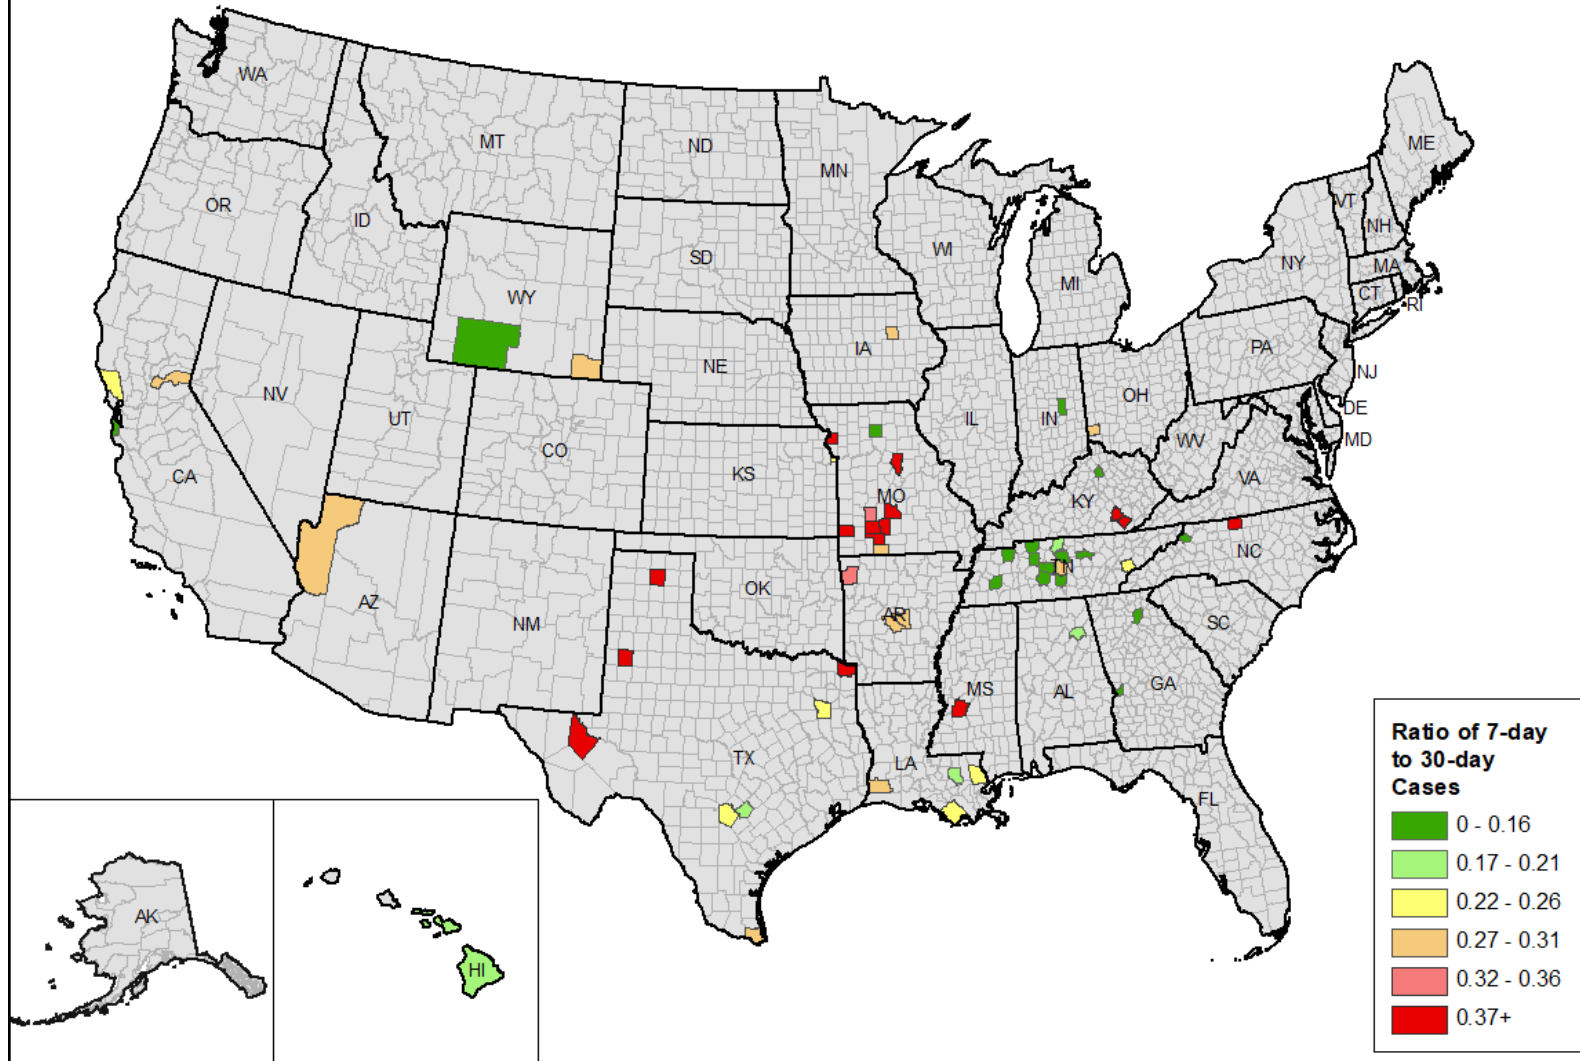 WA
MT
ND
MN
ME
OR
ID
SD
WI
MI
VT
NH
NY
MA
CT
RI
WY
IA
NE
PA
NJ
NV
UT
CO
IL
IN
OH
DE
MD
WV
VA
CA
KS
MO
KY
AZ
NM
OK
TN
NC
AR
SC
MS
AL
GA
TX
LA
FL
AK
HI
Ratio of 7-day
to 30-day
Cases
0 - 0.16
0.17 - 0.21
0.22 - 0.26
0.27 - 0.31
0.32 - 0.36
0.37+